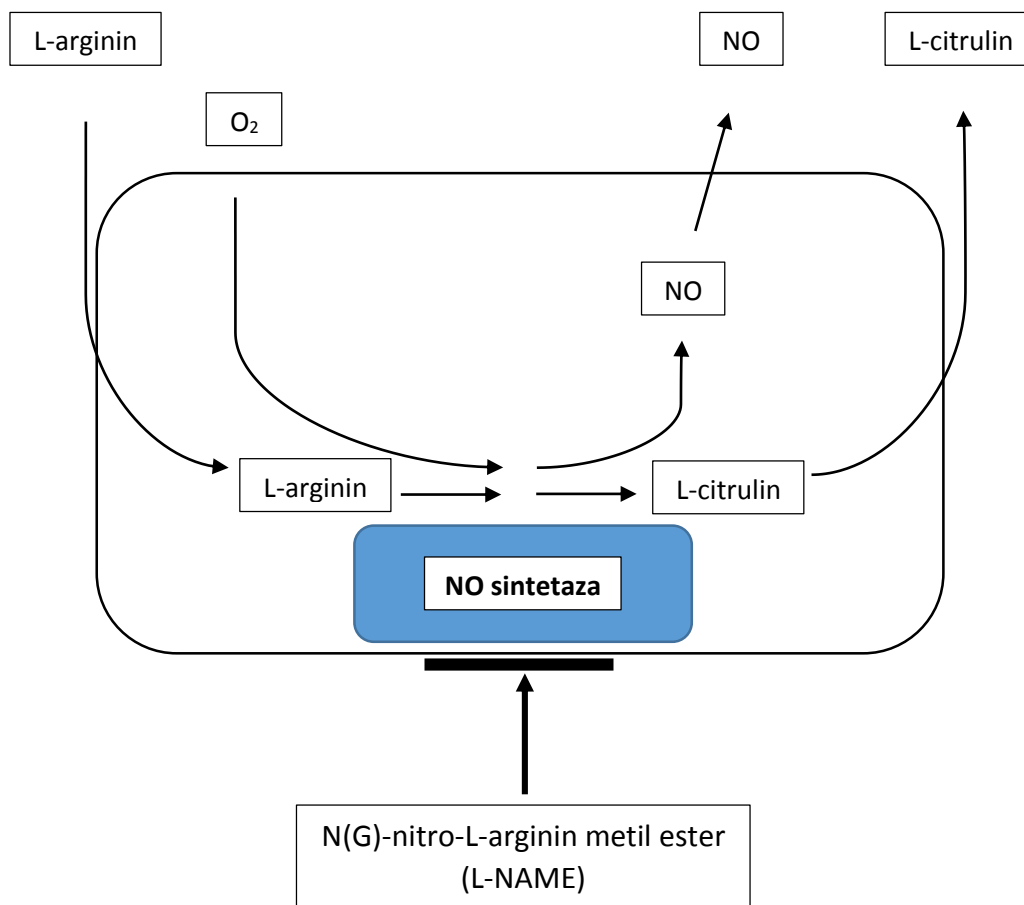 L-arginin
NO
L-citrulin
O₂
NO
L-arginin
L-citrulin
NO sintetaza
N(G)-nitro-L-arginin metil ester
(L-NAME)